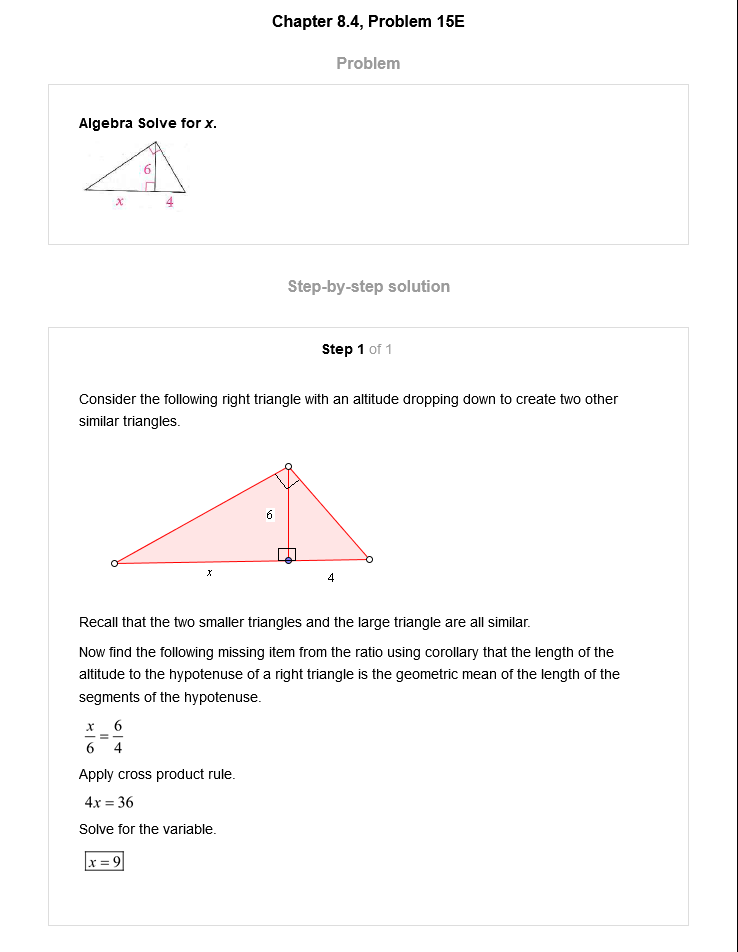 Chapter 8.4, Problem 15E
Problem
Algebra Solve for x.
6
x 4
Step-by-step solution
Step 1 of 1
Consider the following right triangle with an altitude dropping down to create two other
similar triangles.
6
x
4
Recall that the two smaller triangles and the large triangle are all similar.
Now find the following missing item from the ratio using corollary that the length of the
altitude to the hypotenuse of a right triangle is the geometric mean of the length of the
segments of the hypotenuse.
x/6 = 6/4
Apply cross product rule.
4x = 36
Solve for the variable.
x = 9